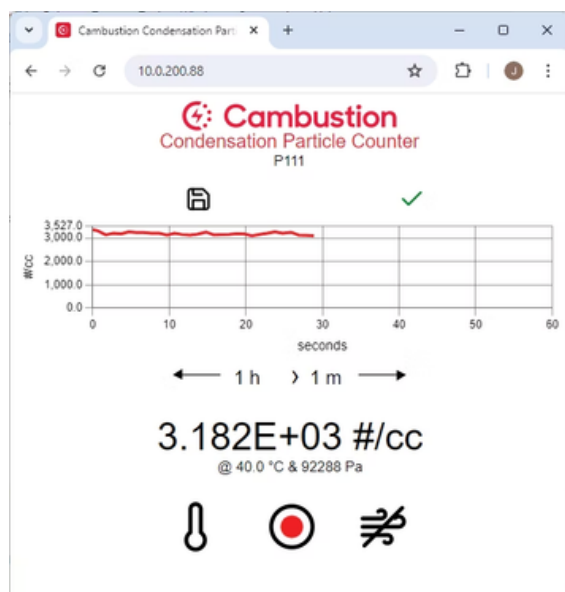 Cambustion Condensation Part
10.0.200.88
J
Cambustion
Condensation Particle Counter
P111
3,527.0
3,000.0
2,000.0
1,000.0
0.0
#/cc
0 10 20 30 40 50 60
seconds
1 h 1 m
3.182E+03 #/cc
@ 40.0 °C & 92288 Pa